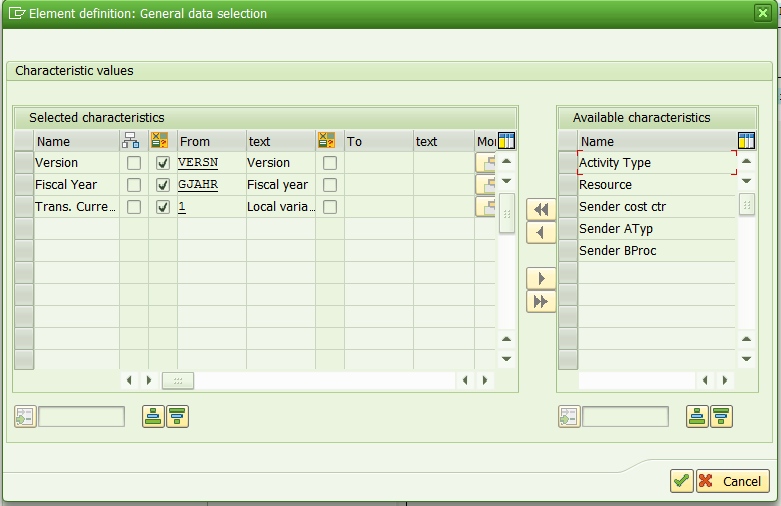 Element definition: General data selection
Characteristic values
Selected characteristics
Name From text To text Mor
Version VERSN Version
Fiscal Year GJAHR Fiscal year
Trans. Curre... 1 Local varia...
Available characteristics
Name
Activity Type
Resource
Sender cost ctr
Sender ATyp
Sender BProc
Cancel